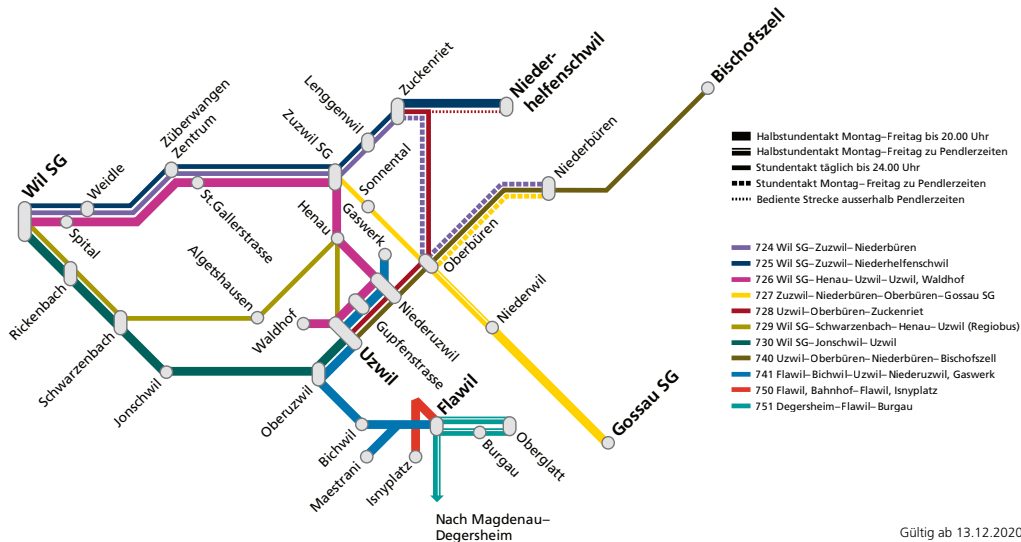 Wil SG
Weidle
Spital
Züberwangen
Zentrum
St.Gallerstrasse
Zuzwil SG
Lenggenwil
Zuckenriet
Nieder-
helfenschwil
Bischofszell
Niederbüren
Sonnental
Oberbüren
Henau
Gaswerk
Algetshausen
Rickenbach
Schwarzenbach
Jonschwil
Waldhof
Uzwil
Gupfenstrasse
Niederuzwil
Niederwil
Gossau SG
Oberuzwil
Bichwil
Maestrani
Isnyplatz
Flawil
Burgau
Oberglatt
Nach Magdenau–
Degersheim
Halbstundentakt Montag–Freitag bis 20.00 Uhr
Halbstundentakt Montag–Freitag zu Pendlerzeiten
Stundentakt täglich bis 24.00 Uhr
Stundentakt Montag–Freitag zu Pendlerzeiten
Bediente Strecke ausserhalb Pendlerzeiten
724 Wil SG–Zuzwil–Niederbüren
725 Wil SG–Zuzwil–Niederhelfenschwil
726 Wil SG–Henau–Uzwil–Uzwil, Waldhof
727 Zuzwil–Niederbüren–Oberbüren–Gossau SG
728 Uzwil–Oberbüren–Zuckenriet
729 Wil SG–Schwarzenbach–Henau–Uzwil (Regiobus)
730 Wil SG–Jonschwil–Uzwil
740 Uzwil–Oberbüren–Niederbüren–Bischofszell
741 Flawil–Bichwil–Uzwil–Niederuzwil, Gaswerk
750 Flawil, Bahnhof–Flawil, Isnyplatz
751 Degersheim–Flawil–Burgau
Gültig ab 13.12.2020